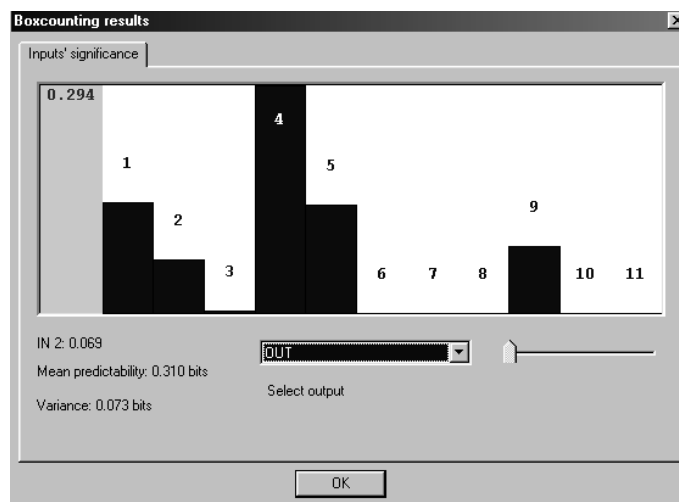 Boxcounting results
Inputs' significance
0.294
1
2
3
4
5
6
7
8
9
10
11
IN 2: 0.069
Mean predictability: 0.310 bits
Variance: 0.073 bits
OUT
Select output
OK